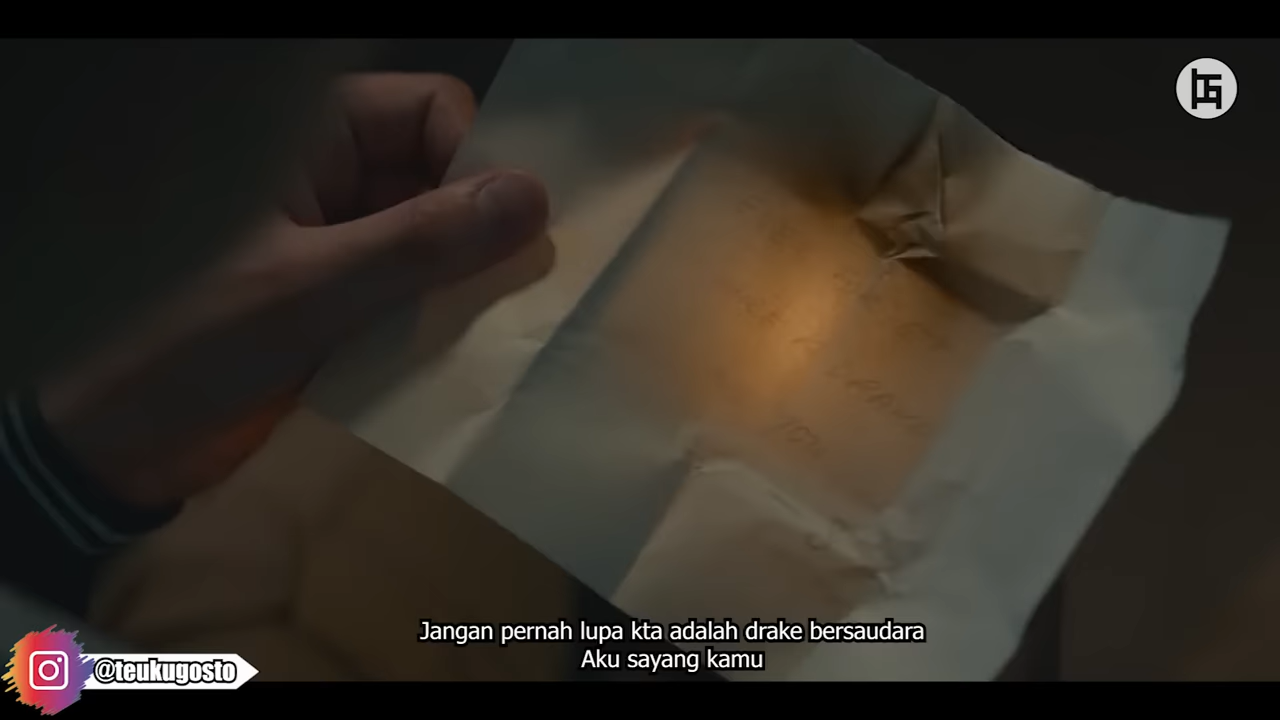 @teukugosto
Jangan pernah lupa kta adalah drake bersaudara
Aku sayang kamu